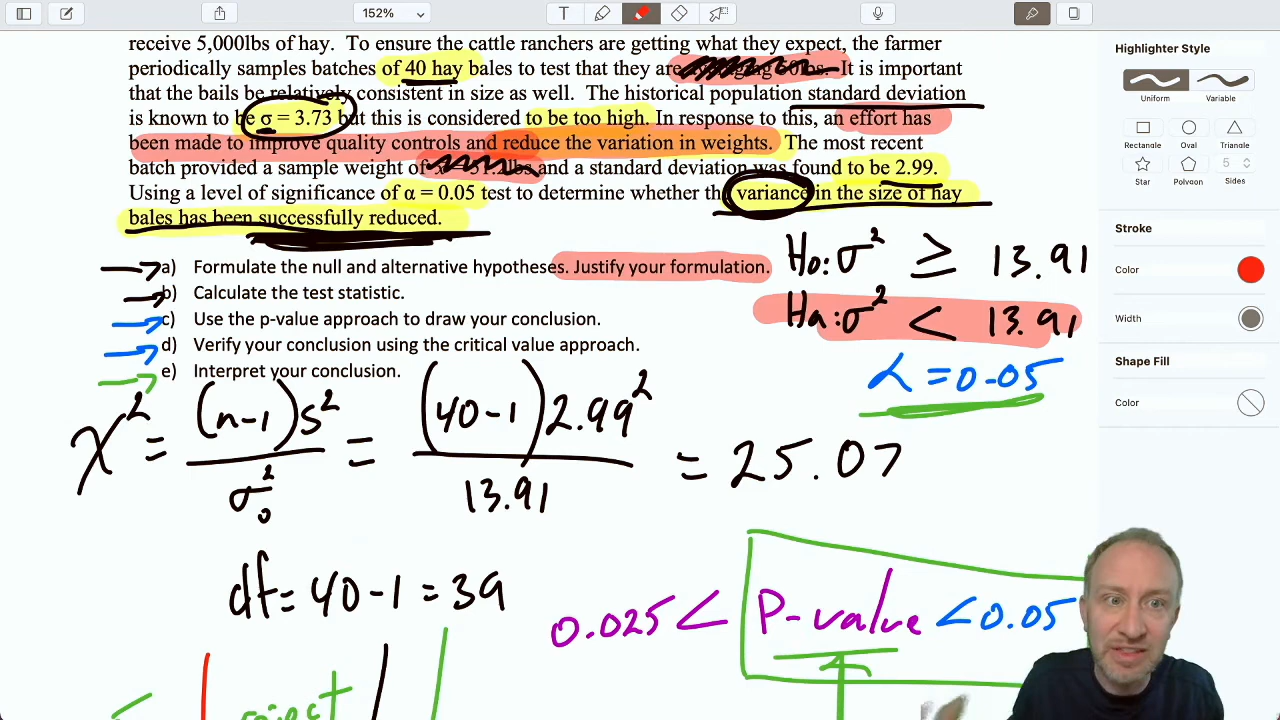 152%
T
receive 5,000lbs of hay. To ensure the cattle ranchers are getting what they expect, the farmer
periodically samples batches of 40 hay bales to test that they are It is important
that the bails be relatively consistent in size as well. The historical population standard deviation
is known to be σ = 3.73 but this is considered to be too high. In response to this, an effort has
been made to improve quality controls and reduce the variation in weights. The most recent
batch provided a sample weight of and a standard deviation was found to be 2.99.
Using a level of significance of α = 0.05 test to determine whether the variance in the size of hay
bales has been successfully reduced.
a) Formulate the null and alternative hypotheses. Justify your formulation.
b) Calculate the test statistic.
c) Use the p-value approach to draw your conclusion.
d) Verify your conclusion using the critical value approach.
e) Interpret your conclusion.
Ho: σ² ≥ 13.91
Ha: σ² < 13.91
α = 0.05
χ² = (n-1)s² / σ₀² = (40-1)2.99² / 13.91 = 25.07
df = 40-1 = 39
0.025 < P-value < 0.05
Highlighter Style
Uniform Variable
Rectangle Oval Triangle
5
Star Polygon Sides
Stroke
Color
Width
Shape Fill
Color